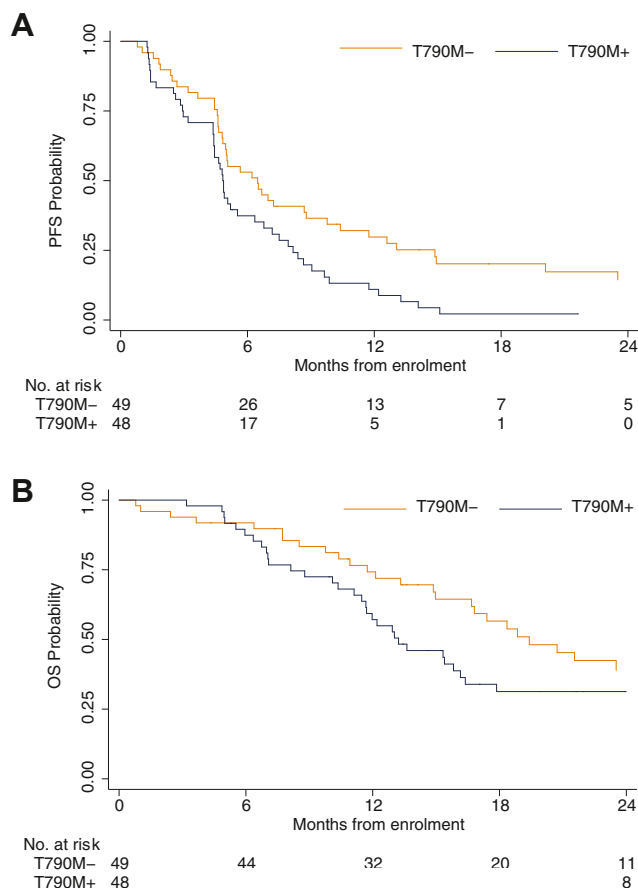 A
T790M− T790M+
1.00
0.75
0.50
0.25
0.00
PFS Probability
0 6 12 18 24
Months from enrolment
No. at risk
T790M− 49 26 13 7 5
T790M+ 48 17 5 1 0
B
T790M− T790M+
1.00
0.75
0.50
0.25
0.00
OS Probability
0 6 12 18 24
Months from enrolment
No. at risk
T790M− 49 44 32 20 11
T790M+ 48 8